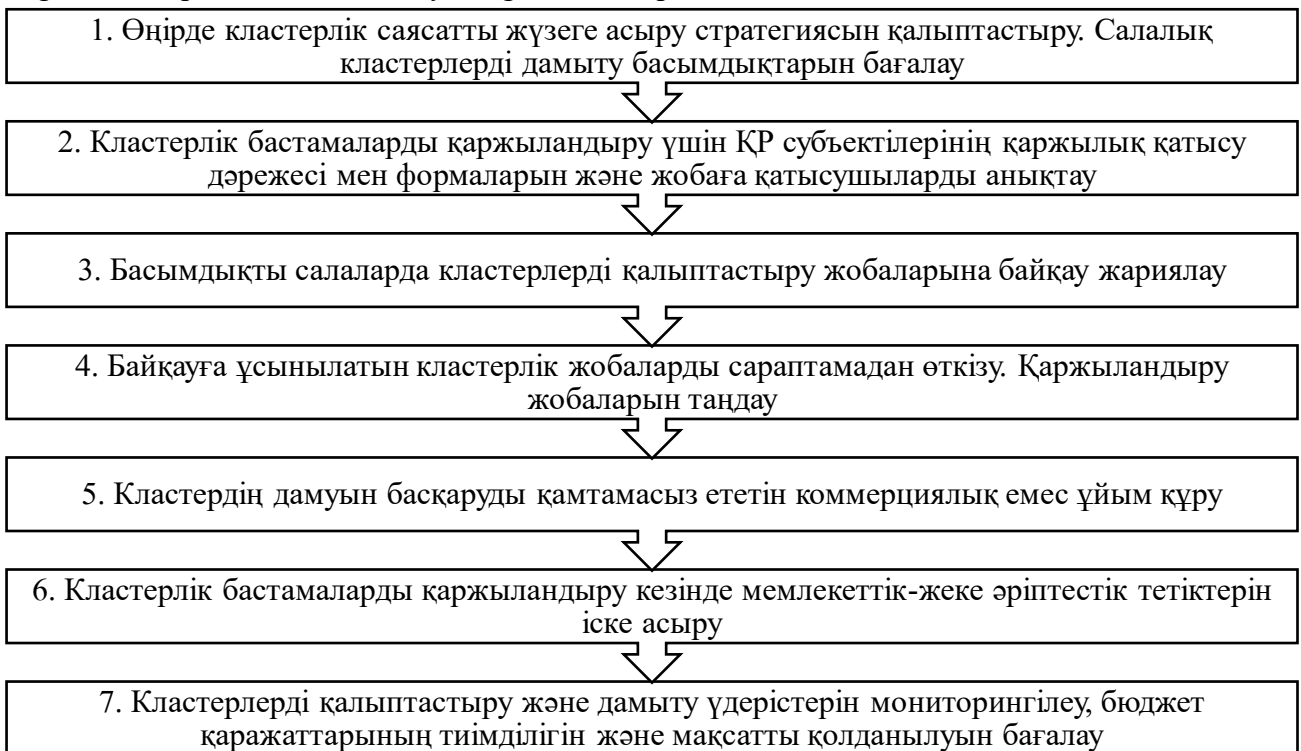 1. Өңірде кластерлік саясатты жүзеге асыру стратегиясын қалыптастыру. Салалық
кластерлерді дамыту басымдықтарын бағалау
2. Кластерлік бастамаларды қаржыландыру үшін ҚР субъектілерінің қаржылық қатысу
дәрежесі мен формаларын және жобаға қатысушыларды анықтау
3. Басымдықты салаларда кластерлерді қалыптастыру жобаларына байқау жариялау
4. Байқауға ұсынылатын кластерлік жобаларды сараптамадан өткізу. Қаржыландыру
жобаларын таңдау
5. Кластердің дамуын басқаруды қамтамасыз ететін коммерциялық емес ұйым құру
6. Кластерлік бастамаларды қаржыландыру кезінде мемлекеттік-жеке әріптестік тетіктерін
іске асыру
7. Кластерлерді қалыптастыру және дамыту үдерістерін мониторингілеу, бюджет
қаражаттарының тиімділігін және мақсатты қолданылуын бағалау